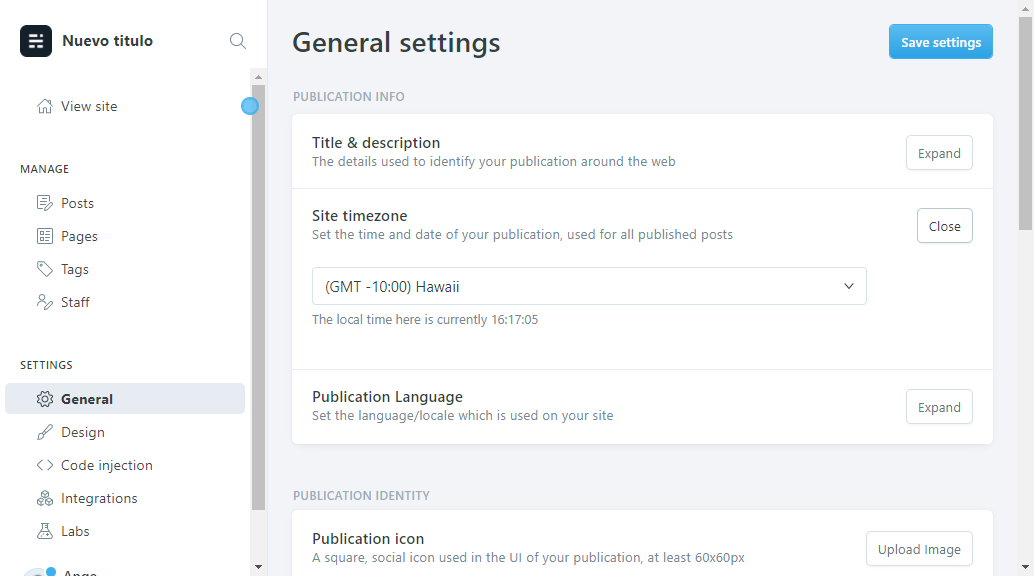 Nuevo titulo
View site
MANAGE
Posts
Pages
Tags
Staff
SETTINGS
General
Design
Code injection
Integrations
Labs
General settings
Save settings
PUBLICATION INFO
Title & description
The details used to identify your publication around the web
Expand
Site timezone
Set the time and date of your publication, used for all published posts
Close
(GMT -10:00) Hawaii
The local time here is currently 16:17:05
Publication Language
Set the language/locale which is used on your site
Expand
PUBLICATION IDENTITY
Publication icon
A square, social icon used in the UI of your publication, at least 60x60px
Upload Image